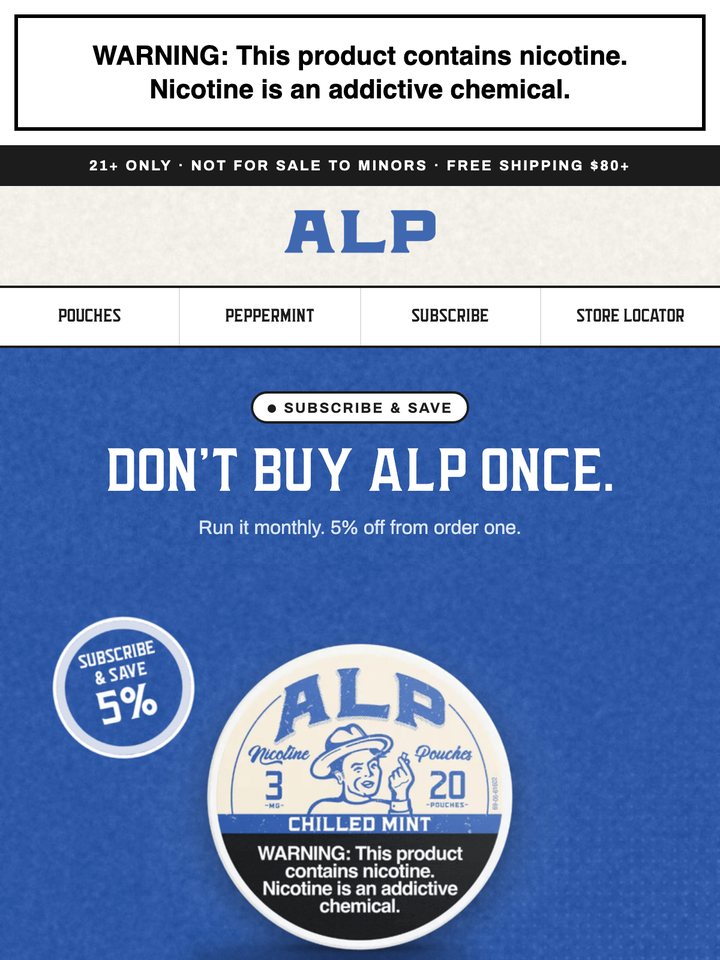 WARNING: This product contains nicotine.
Nicotine is an addictive chemical.
21+ ONLY · NOT FOR SALE TO MINORS · FREE SHIPPING $80+
ALP
POUCHES
PEPPERMINT
SUBSCRIBE
STORE LOCATOR
SUBSCRIBE & SAVE
DON'T BUY ALP ONCE.
Run it monthly. 5% off from order one.
SUBSCRIBE
& SAVE
5%
ALP
Nicotine Pouches
3 20
-MG- -POUCHES-
CHILLED MINT
WARNING: This product
contains nicotine.
Nicotine is an addictive
chemical.